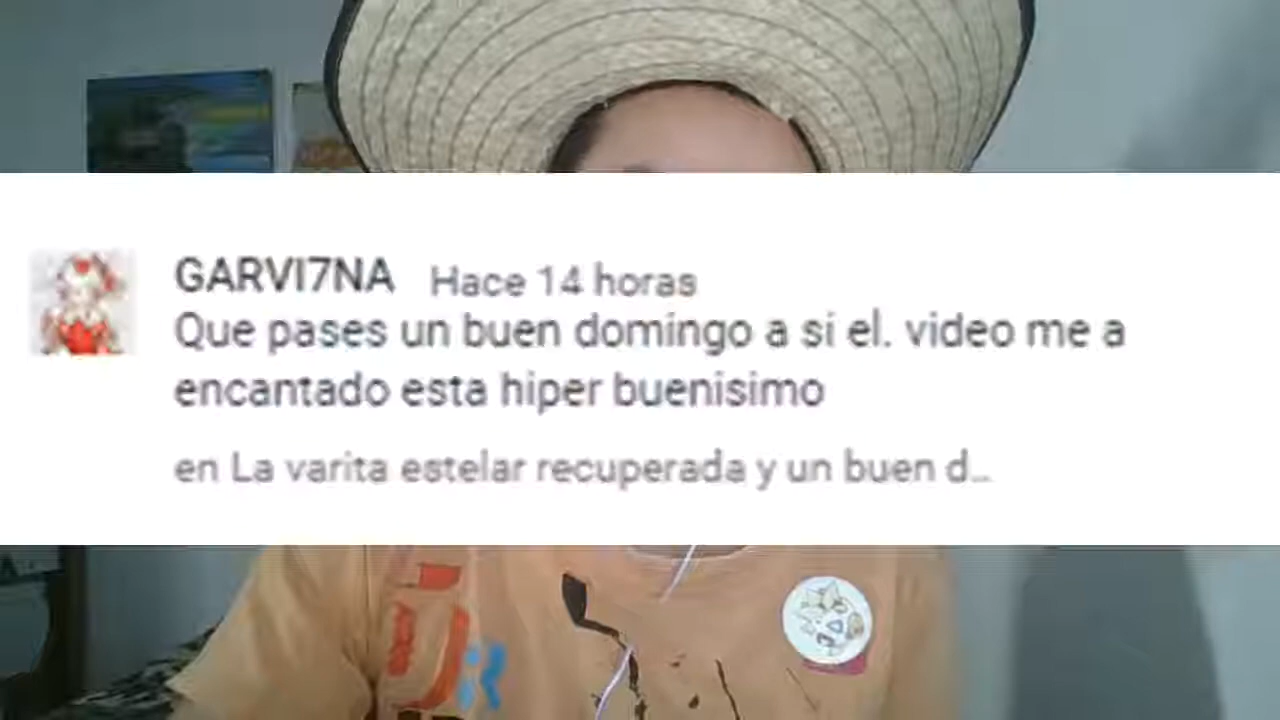 GARVI7NA Hace 14 horas
Que pases un buen domingo a si el. video me a
encantado esta hiper buenisimo
en La varita estelar recuperada y un buen d...